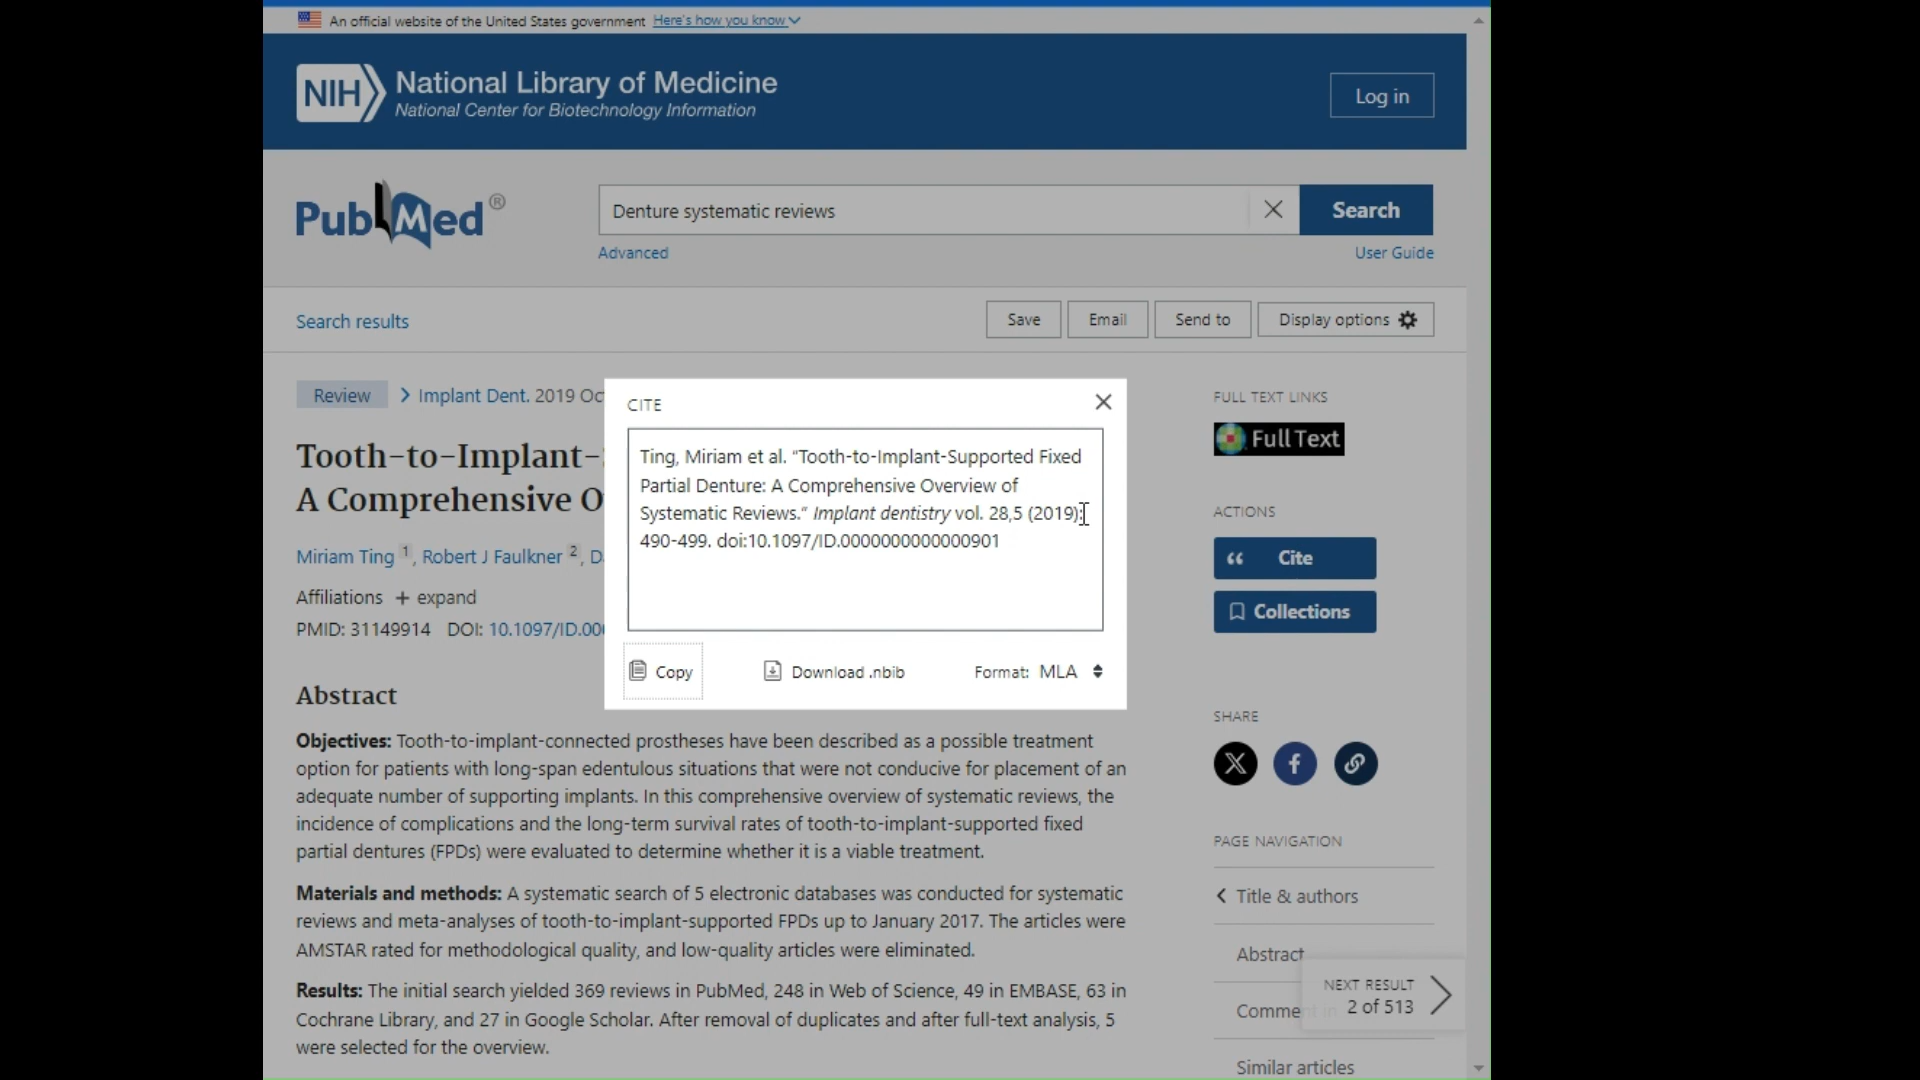 An official website of the United States government Here's how you know
NIH National Library of Medicine
National Center for Biotechnology Information
Log in
PubMed ®
Denture systematic reviews
Search
Advanced
User Guide
Search results
Save
Email
Send to
Display options
Review
Implant Dent. 2019 Oc
Tooth-to-Implant-
A Comprehensive O
Miriam Ting 1, Robert J Faulkner 2, D
Affiliations + expand
PMID: 31149914 DOI: 10.1097/ID.00
CITE
Ting, Miriam et al. “Tooth-to-Implant-Supported Fixed
Partial Denture: A Comprehensive Overview of
Systematic Reviews.” Implant dentistry vol. 28,5 (2019):
490-499. doi:10.1097/ID.0000000000000901
Copy
Download .nbib
Format: MLA
Abstract
Objectives: Tooth-to-implant-connected prostheses have been described as a possible treatment
option for patients with long-span edentulous situations that were not conducive for placement of an
adequate number of supporting implants. In this comprehensive overview of systematic reviews, the
incidence of complications and the long-term survival rates of tooth-to-implant-supported fixed
partial dentures (FPDs) were evaluated to determine whether it is a viable treatment.
Materials and methods: A systematic search of 5 electronic databases was conducted for systematic
reviews and meta-analyses of tooth-to-implant-supported FPDs up to January 2017. The articles were
AMSTAR rated for methodological quality, and low-quality articles were eliminated.
Results: The initial search yielded 369 reviews in PubMed, 248 in Web of Science, 49 in EMBASE, 63 in
Cochrane Library, and 27 in Google Scholar. After removal of duplicates and after full-text analysis, 5
were selected for the overview.
FULL TEXT LINKS
Full Text
ACTIONS
Cite
Collections
SHARE
PAGE NAVIGATION
Title & authors
Abstract
Comment in
Similar articles
NEXT RESULT
2 of 513